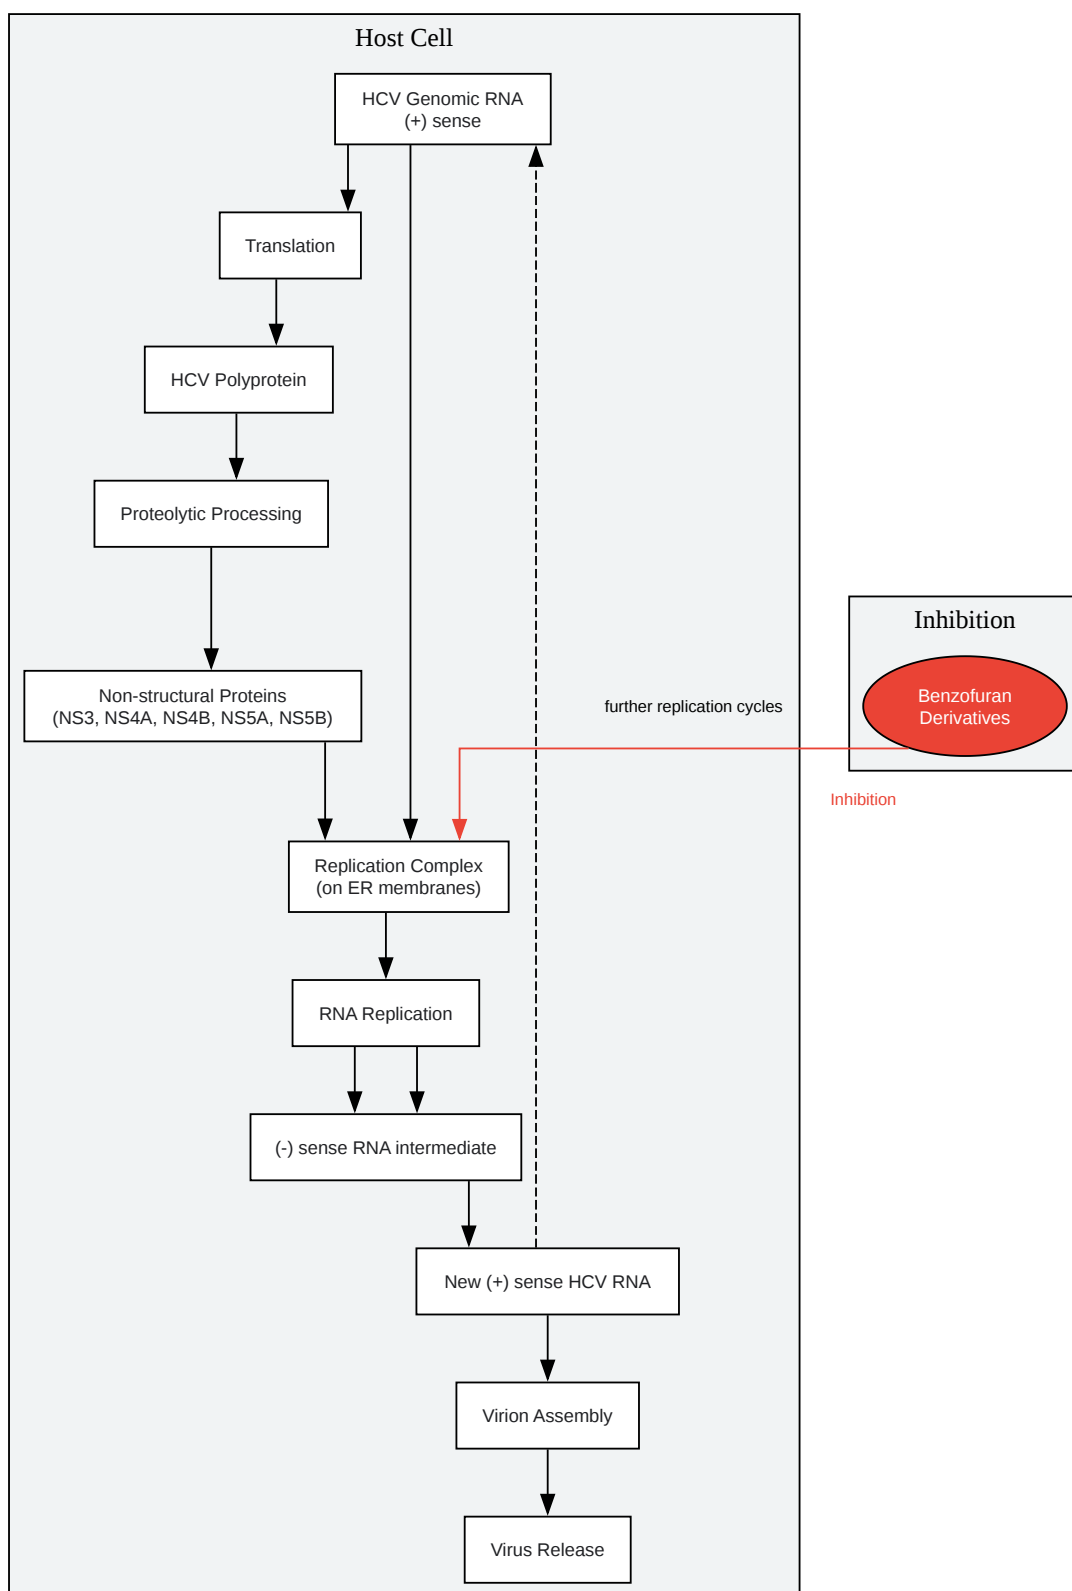 Host Cell
HCV Genomic RNA
(+) sense
Translation
HCV Polyprotein
Proteolytic Processing
Non-structural Proteins
(NS3, NS4A, NS4B, NS5A, NS5B)
further replication cycles
Inhibition
Benzofuran
Derivatives
Inhibition
Replication Complex
(on ER membranes)
RNA Replication
(-) sense RNA intermediate
New (+) sense HCV RNA
Virion Assembly
Virus Release